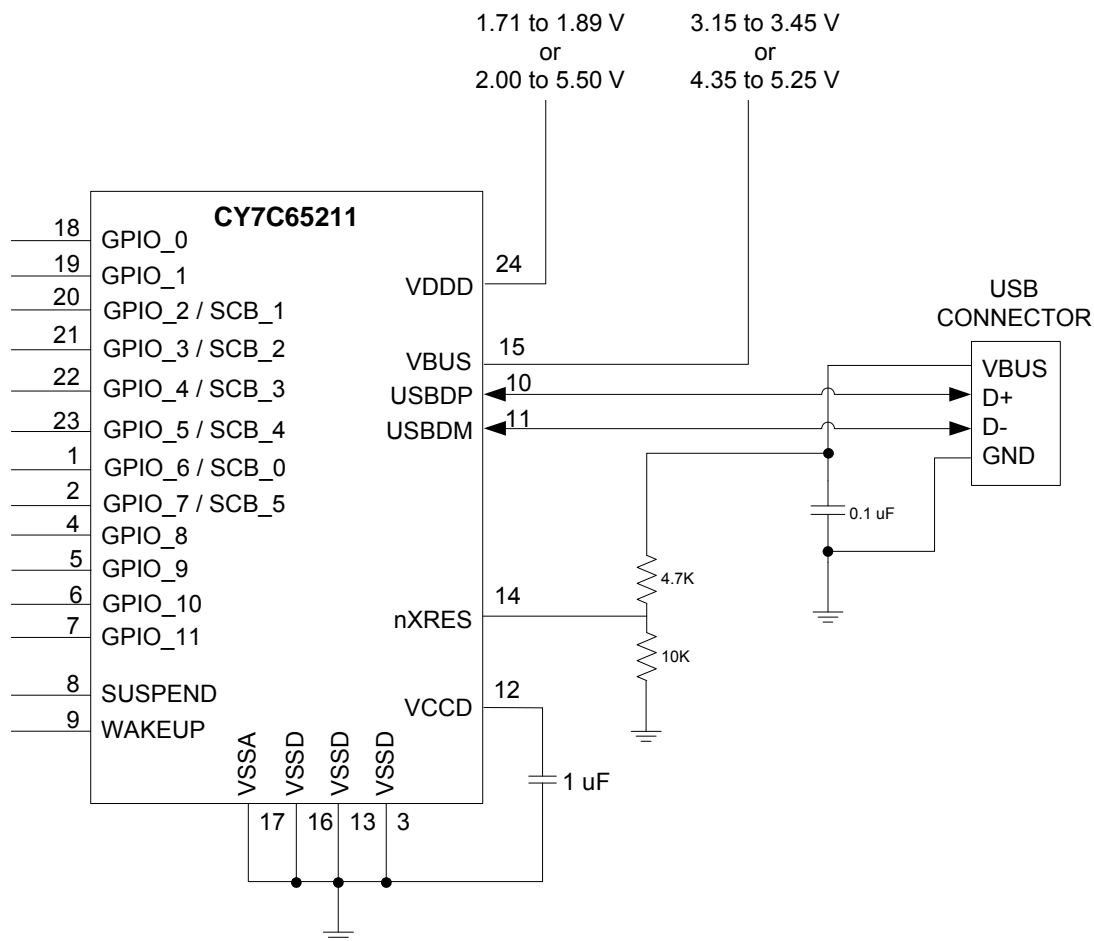 1.71 to 1.89 V
or
2.00 to 5.50 V
3.15 to 3.45 V
or
4.35 to 5.25 V
CY7C65211
18 GPIO_0
19 GPIO_1
20 GPIO_2 / SCB_1
21 GPIO_3 / SCB_2
22 GPIO_4 / SCB_3
23 GPIO_5 / SCB_4
1 GPIO_6 / SCB_0
2 GPIO_7 / SCB_5
4 GPIO_8
5 GPIO_9
6 GPIO_10
7 GPIO_11
8 SUSPEND
9 WAKEUP
VDDD 24
VBUS 15
USBDP 10
USBDM 11
nXRES 14
VCCD 12
VSSA
VSSD
VSSD
VSSD
17 16 13 3
1 uF
4.7K
10K
0.1 uF
USB
CONNECTOR
VBUS
D+
D-
GND